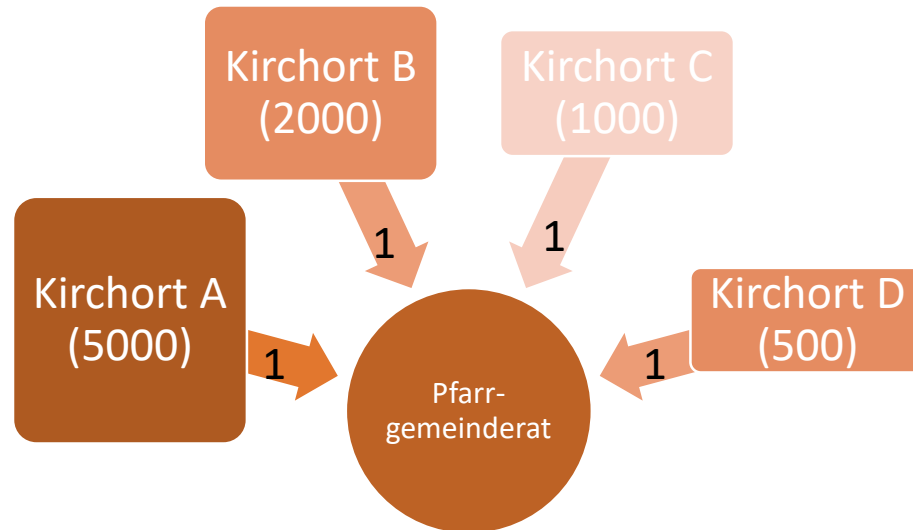 Kirchort B
(2000)
Kirchort C
(1000)
1
1
Kirchort A
(5000)
1
Kirchort D
(500)
1
Pfarr-
gemeinderat